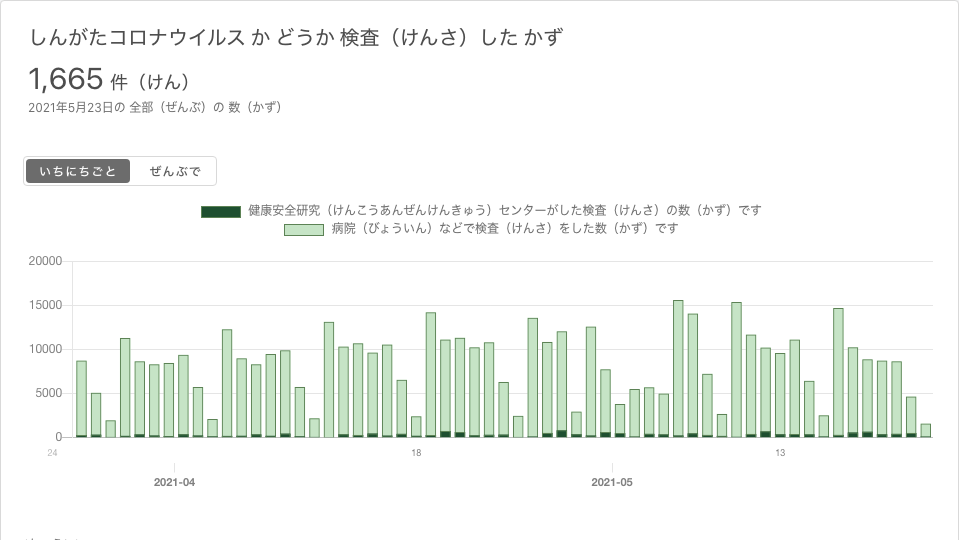 しんがたコロナウイルス か どうか 検査（けんさ）した かず
1,665 件（けん）
2021年5月23日の 全部（ぜんぶ）の 数（かず）
いちにちごと
ぜんぶで
健康安全研究（けんこうあんぜんけんきゅう）センターがした検査（けんさ）の数（かず）です
病院（びょういん）などで検査（けんさ）をした数（かず）です
20000
15000
10000
5000
0
24 18 13
2021-04 2021-05